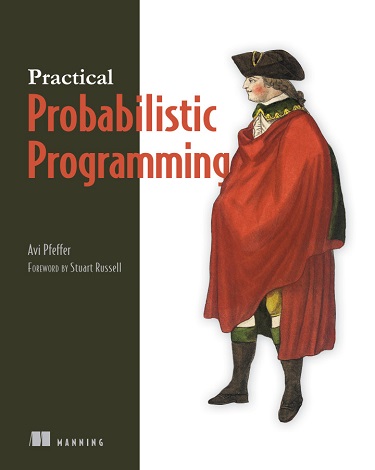 Practical
Probabilistic
Programming
Avi Pfeffer
FOREWORD BY Stuart Russell
MANNING